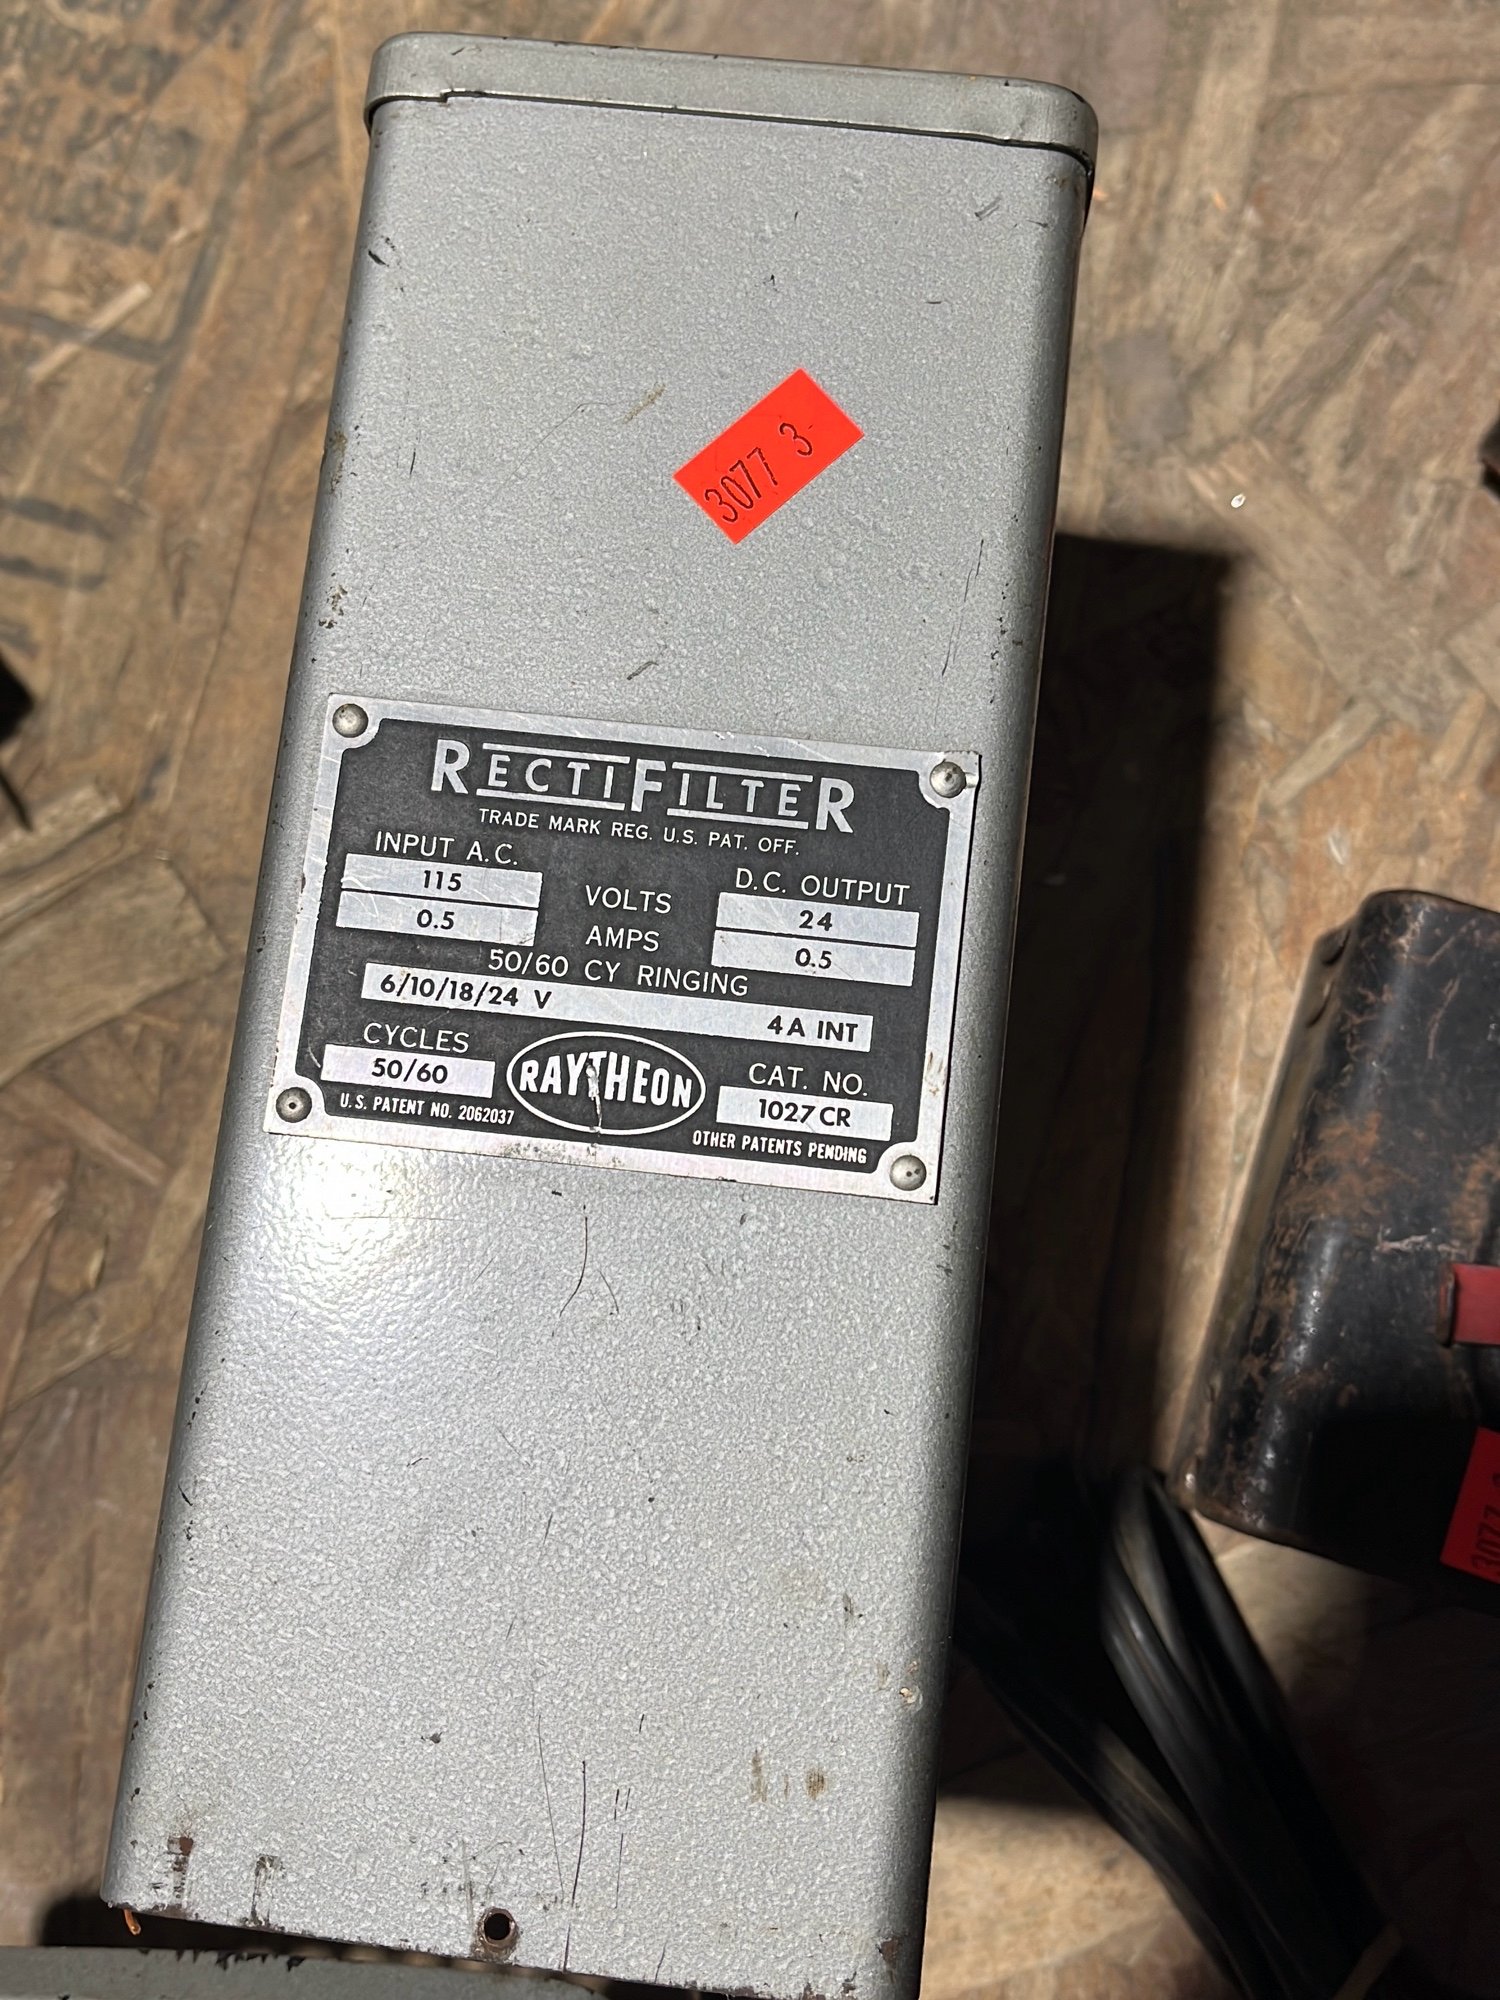 3077 3
RECTIFILTER
TRADE MARK REG. U.S. PAT. OFF.
INPUT A.C.
D.C. OUTPUT
115
VOLTS
24
0.5
AMPS
0.5
50/60 CY RINGING
6/10/18/24 V
4 A INT
CYCLES
50/60
RAYTHEON
CAT. NO.
1027 CR
U.S. PATENT NO. 2062037
OTHER PATENTS PENDING
3077